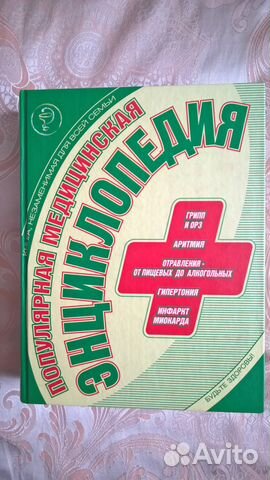 НЕЗАМЕНИМАЯ ДЛЯ ВСЕЙ СЕМЬИ
ПОПУЛЯРНАЯ МЕДИЦИНСКАЯ
ЭНЦИКЛОПЕДИЯ
ГРИПП
И ОРЗ
АРИТМИЯ
ОТРАВЛЕНИЯ -
ОТ ПИЩЕВЫХ ДО АЛКОГОЛЬНЫХ
ГИПЕРТОНИЯ
ИНФАРКТ
МИОКАРДА
БУДЬТЕ ЗДОРОВЫ!
Avito